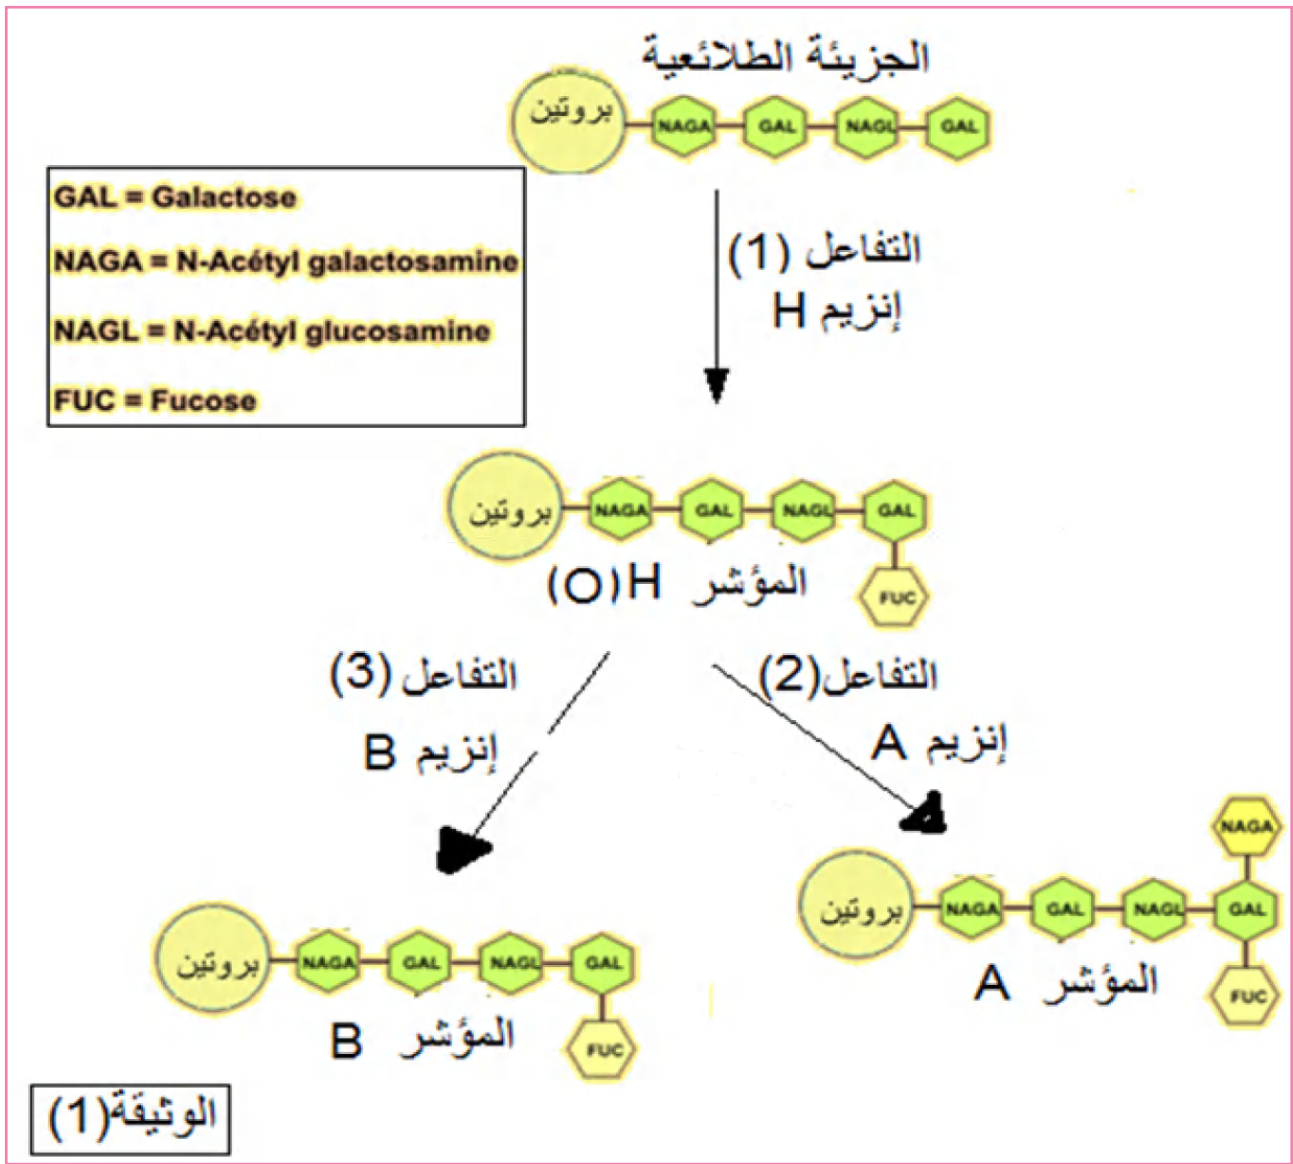 الجزيئة الطلائعية
بروتين NAGA GAL NAGL GAL
GAL = Galactose
NAGA = N-Acétyl galactosamine
NAGL = N-Acétyl glucosamine
FUC = Fucose
التفاعل (1)
إنزيم H
بروتين NAGA GAL NAGL GAL
المؤشر H(O)
FUC
التفاعل (3)
إنزيم B
التفاعل(2)
إنزيم A
NAGA
بروتين NAGA GAL NAGL GAL
المؤشر A
FUC
بروتين NAGA GAL NAGL GAL
المؤشر B
FUC
الوثيقة(1)